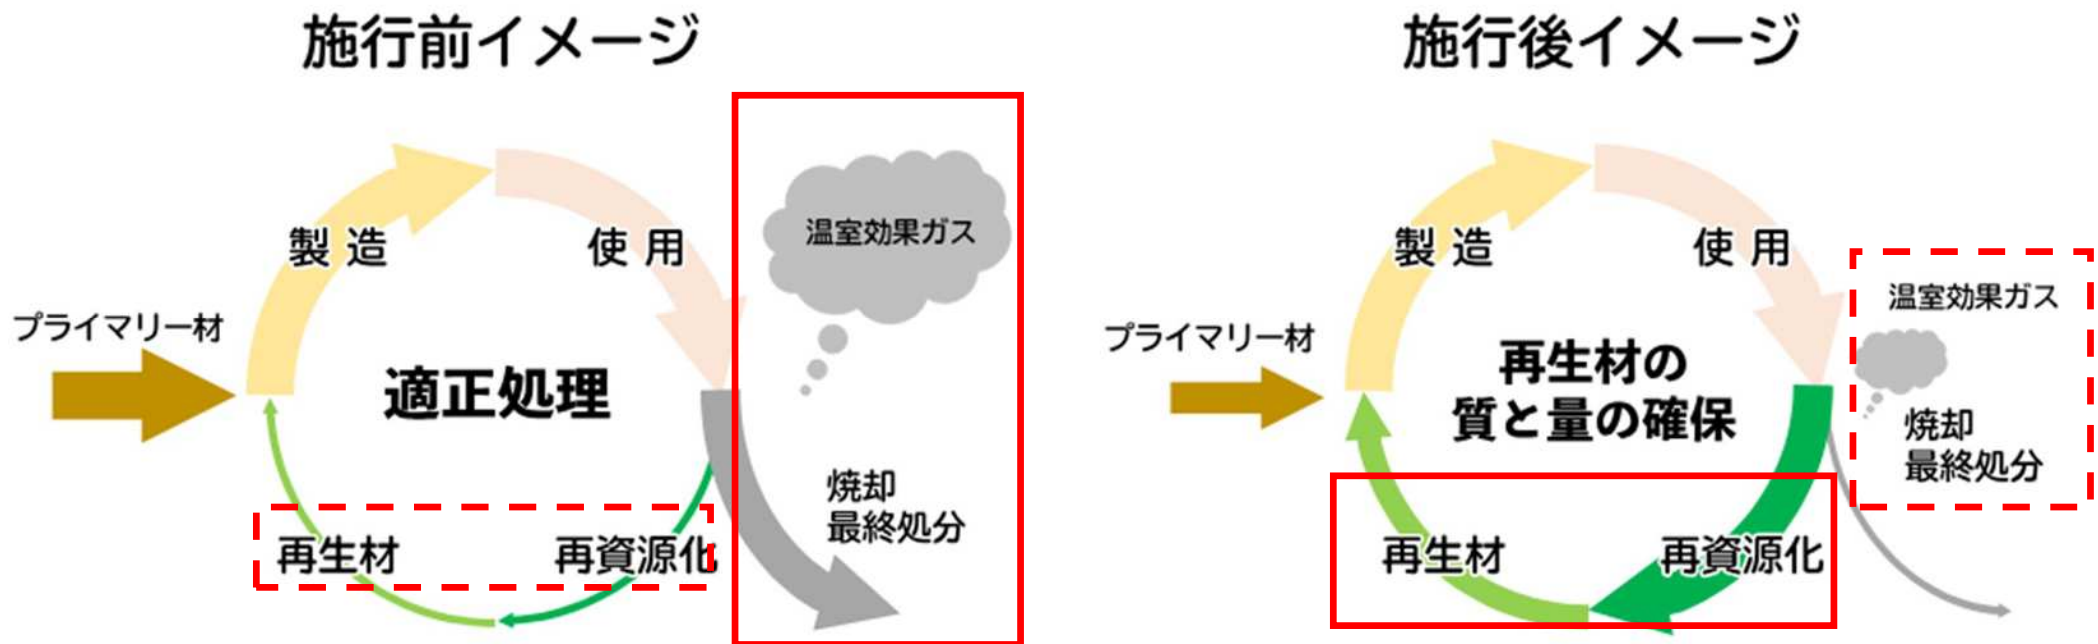 施行前イメージ
温室効果ガス
製造
使用
プライマリー材
適正処理
焼却
最終処分
再生材
再資源化
施行後イメージ
製造
使用
温室効果ガス
プライマリー材
再生材の
質と量の確保
焼却
最終処分
再生材
再資源化